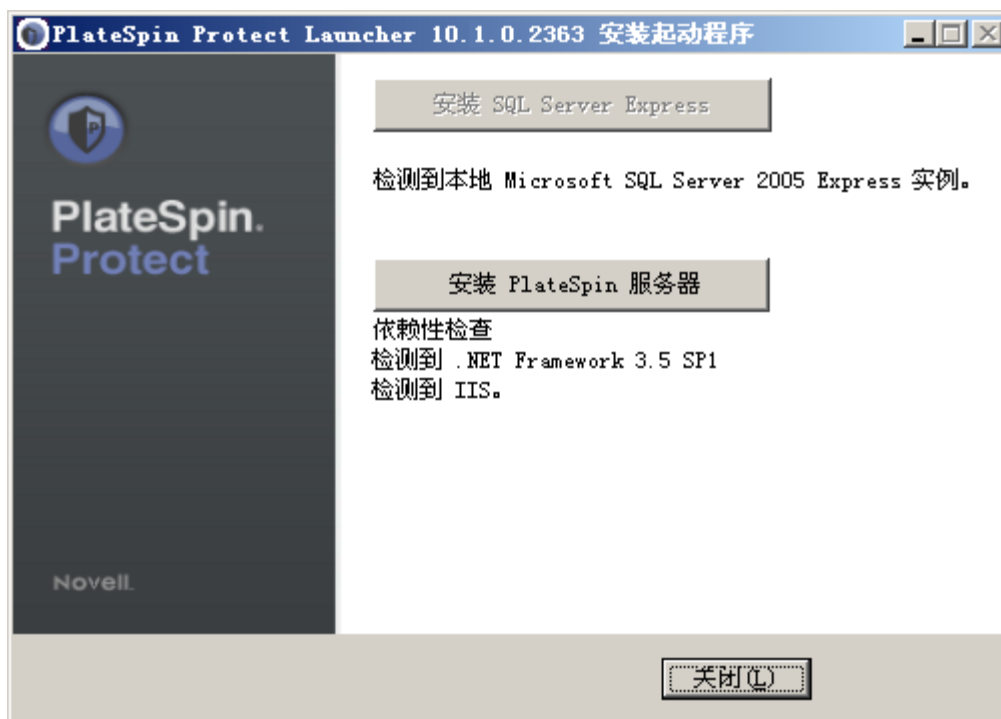 PlateSpin Protect Launcher 10.1.0.2363 安装起动程序
安装 SQL Server Express
检测到本地 Microsoft SQL Server 2005 Express 实例。
PlateSpin.
Protect
安装 PlateSpin 服务器
依赖性检查
检测到 .NET Framework 3.5 SP1
检测到 IIS。
Novell.
关闭(L)